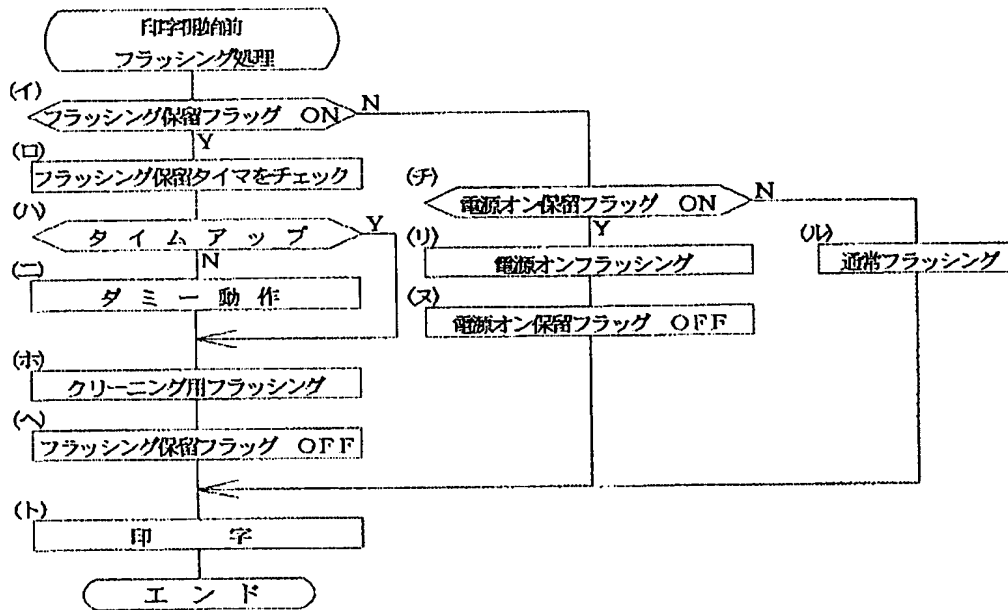 印字開始前
フラッシング処理
(イ)
フラッシング保留フラッグ ON
N
Y
(ロ)
フラッシング保留タイマをチェック
(ハ)
タイムアップ
Y
N
(ニ)
ダミー動作
(ホ)
クリーニング用フラッシング
(ヘ)
フラッシング保留フラッグ OFF
(チ)
電源オン保留フラッグ ON
N
Y
(リ)
電源オンフラッシング
(ヌ)
電源オン保留フラッグ OFF
(ル)
通常フラッシング
(ト)
印字
エンド